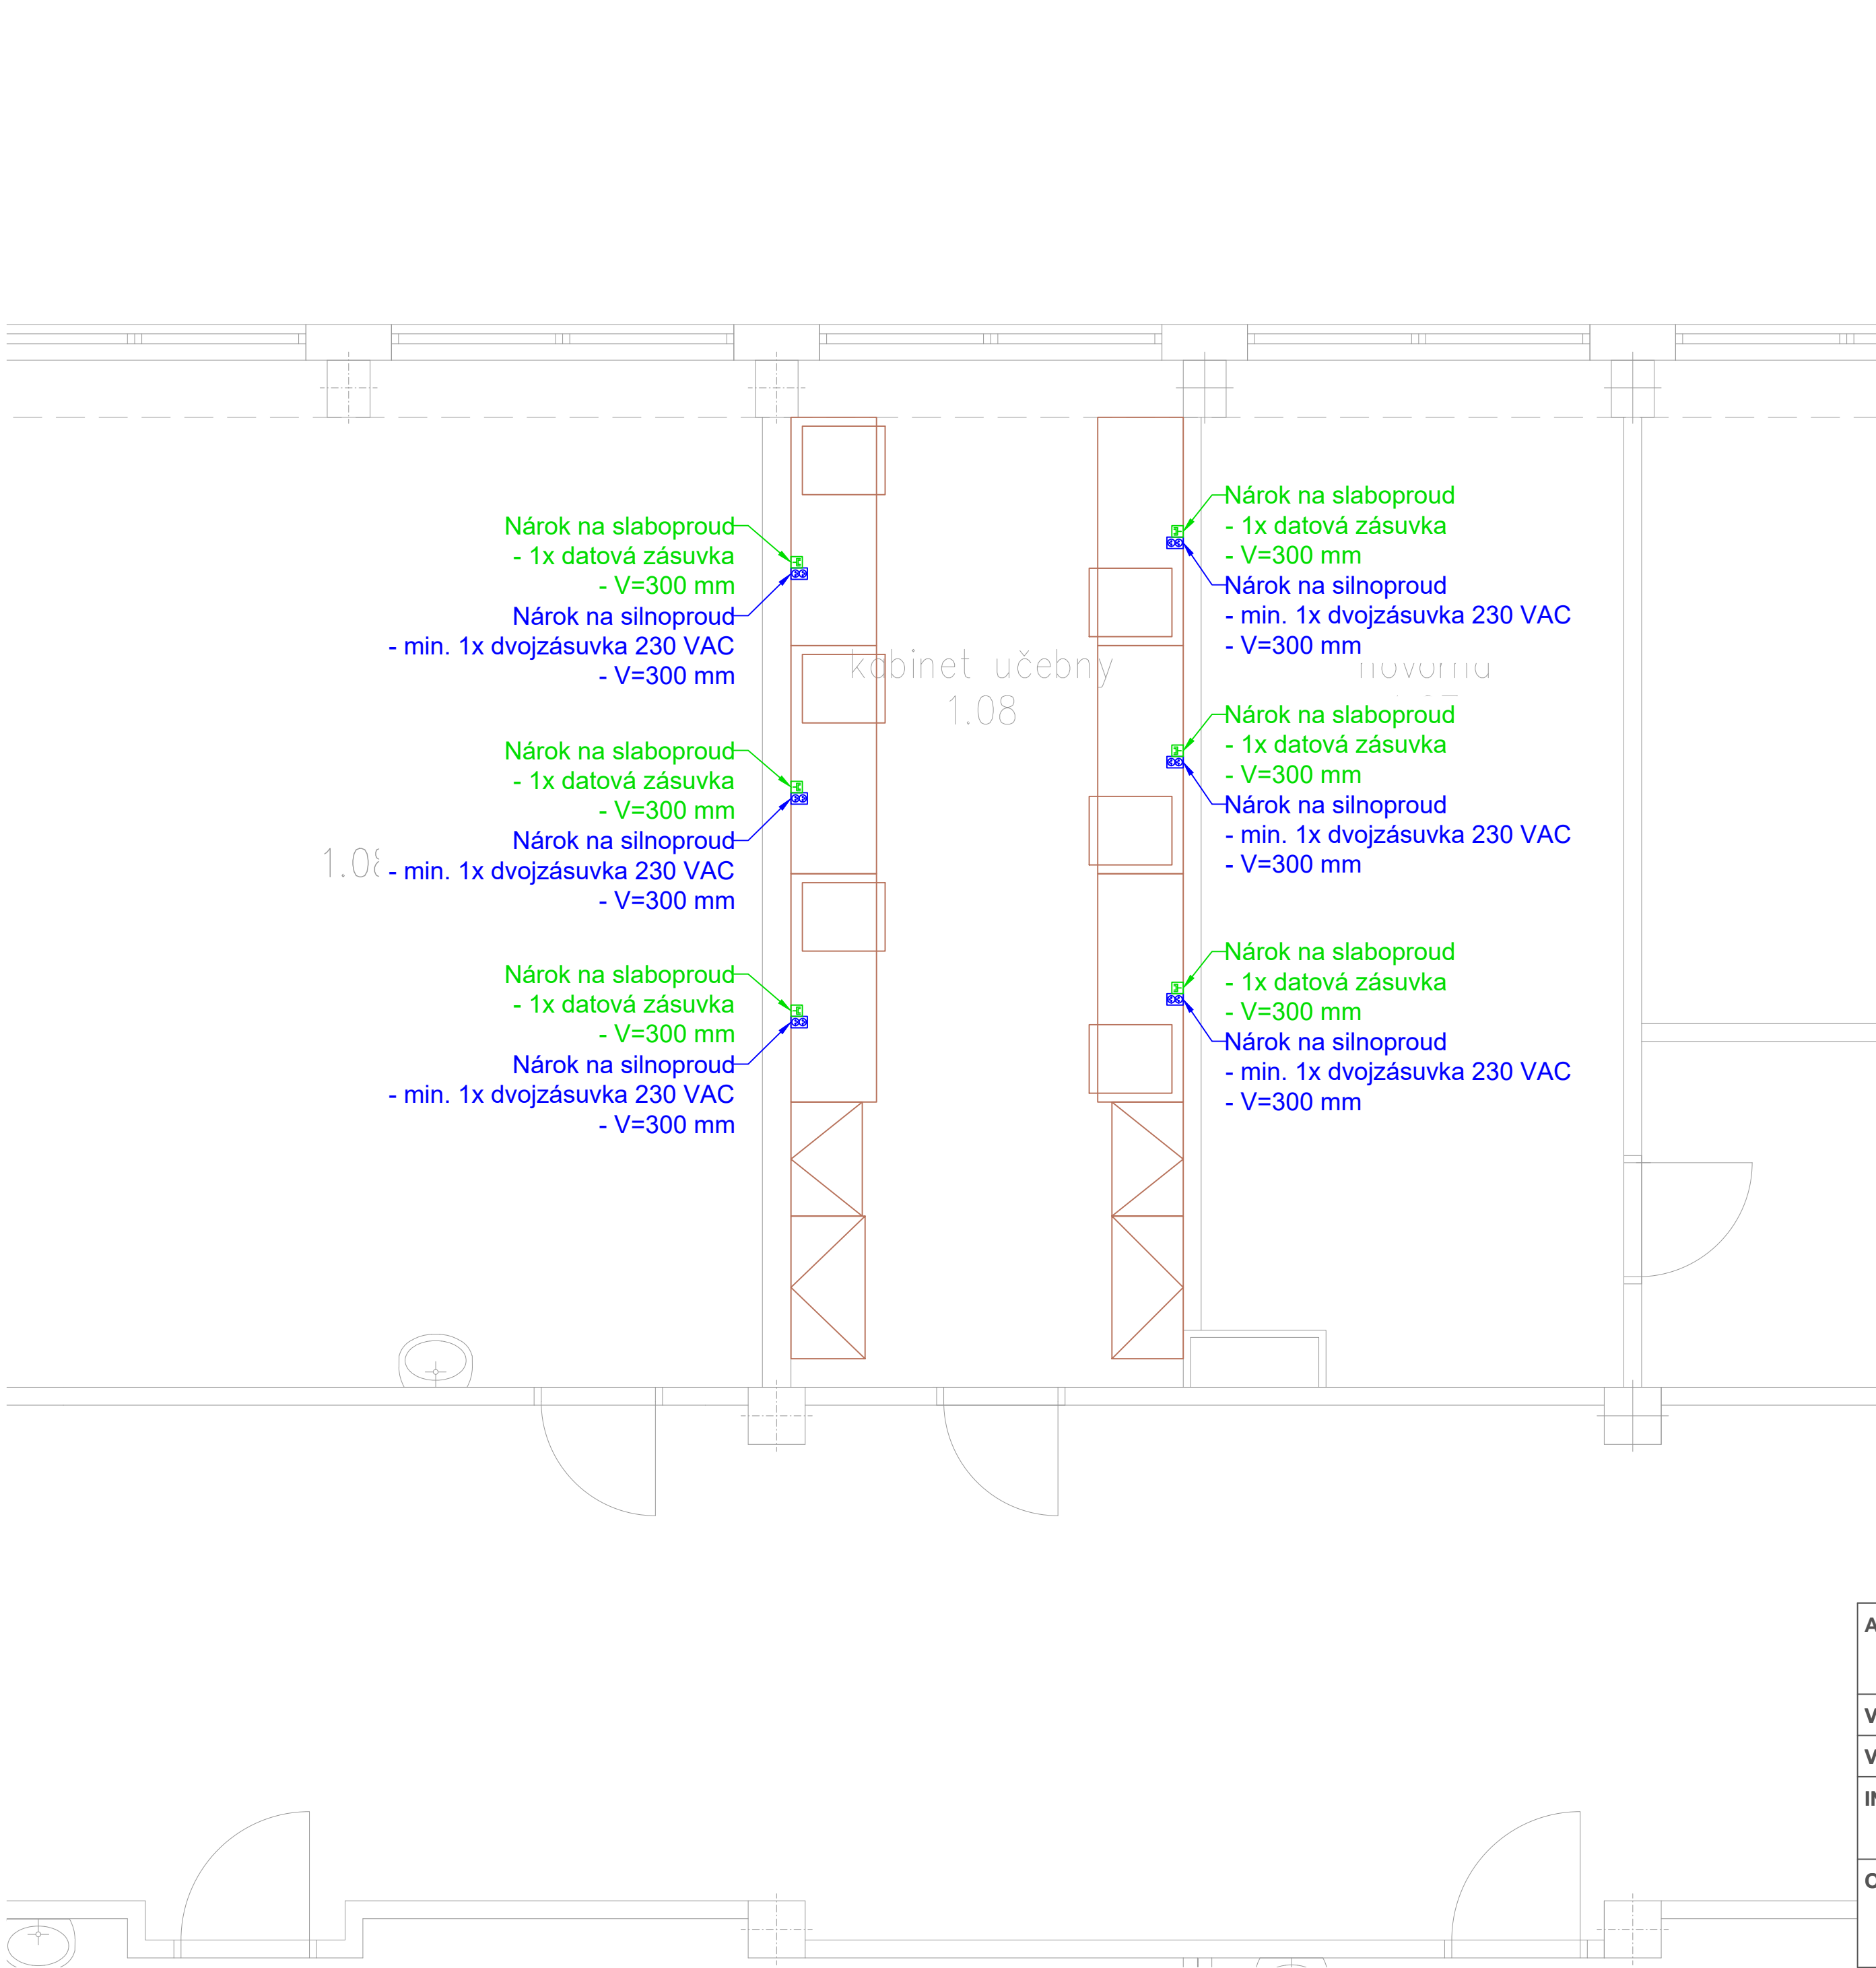 Nárok na slaboproud
- 1x datová zásuvka
- V=300 mm
Nárok na silnoproud
- min. 1x dvojzásuvka 230 VAC
- V=300 mm
Nárok na slaboproud
- 1x datová zásuvka
- V=300 mm
Nárok na silnoproud
- min. 1x dvojzásuvka 230 VAC
- V=300 mm
kabinet učebny
1.08
Nárok na slaboproud
- 1x datová zásuvka
- V=300 mm
Nárok na silnoproud
- min. 1x dvojzásuvka 230 VAC
- V=300 mm
Nárok na slaboproud
- 1x datová zásuvka
- V=300 mm
Nárok na silnoproud
- min. 1x dvojzásuvka 230 VAC
- V=300 mm
Nárok na slaboproud
- 1x datová zásuvka
- V=300 mm
Nárok na silnoproud
- min. 1x dvojzásuvka 230 VAC
- V=300 mm
Nárok na slaboproud
- 1x datová zásuvka
- V=300 mm
Nárok na silnoproud
- min. 1x dvojzásuvka 230 VAC
- V=300 mm